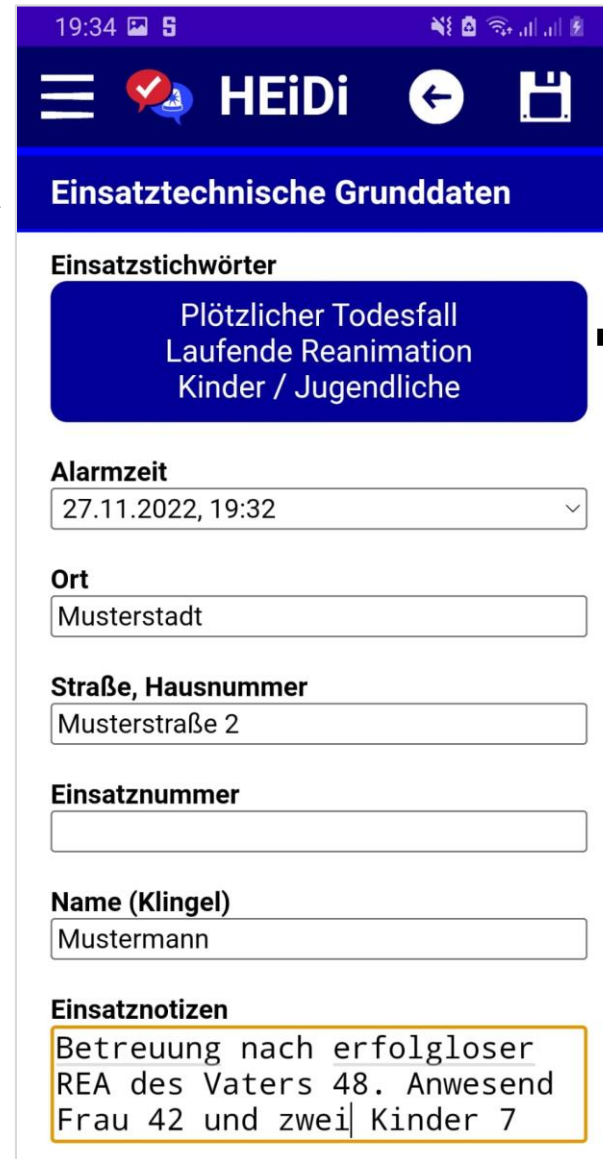 19:34
HEiDi
Einsatztechnische Grunddaten
Einsatzstichwörter
Plötzlicher Todesfall
Laufende Reanimation
Kinder / Jugendliche
Alarmzeit
27.11.2022, 19:32
Ort
Musterstadt
Straße, Hausnummer
Musterstraße 2
Einsatznummer
Name (Klingel)
Mustermann
Einsatznotizen
Betreuung nach erfolgloser
REA des Vaters 48. Anwesend
Frau 42 und zwei Kinder 7